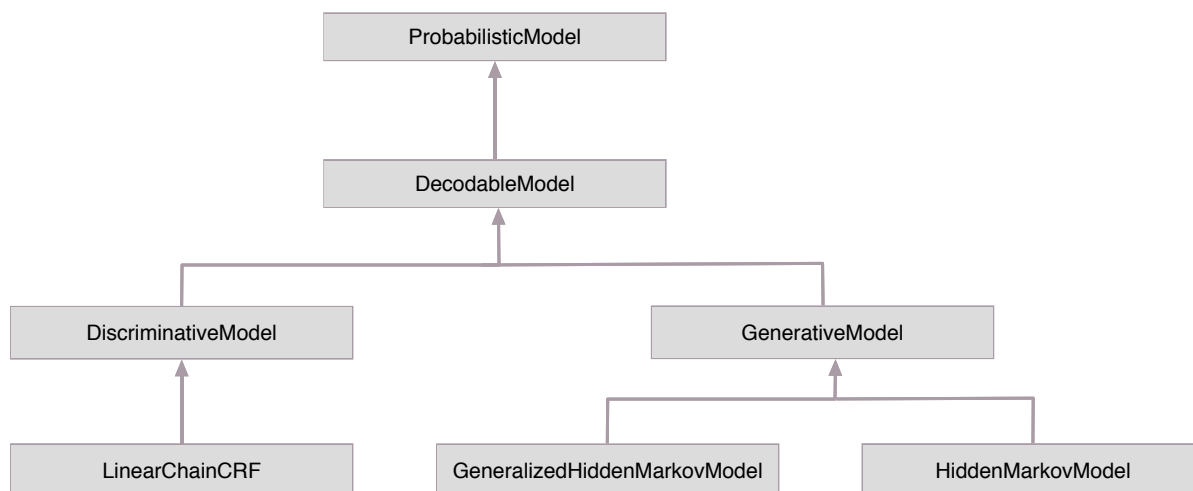 ProbabilisticModel
DecodableModel
DiscriminativeModel
GenerativeModel
LinearChainCRF
GeneralizedHiddenMarkovModel
HiddenMarkovModel